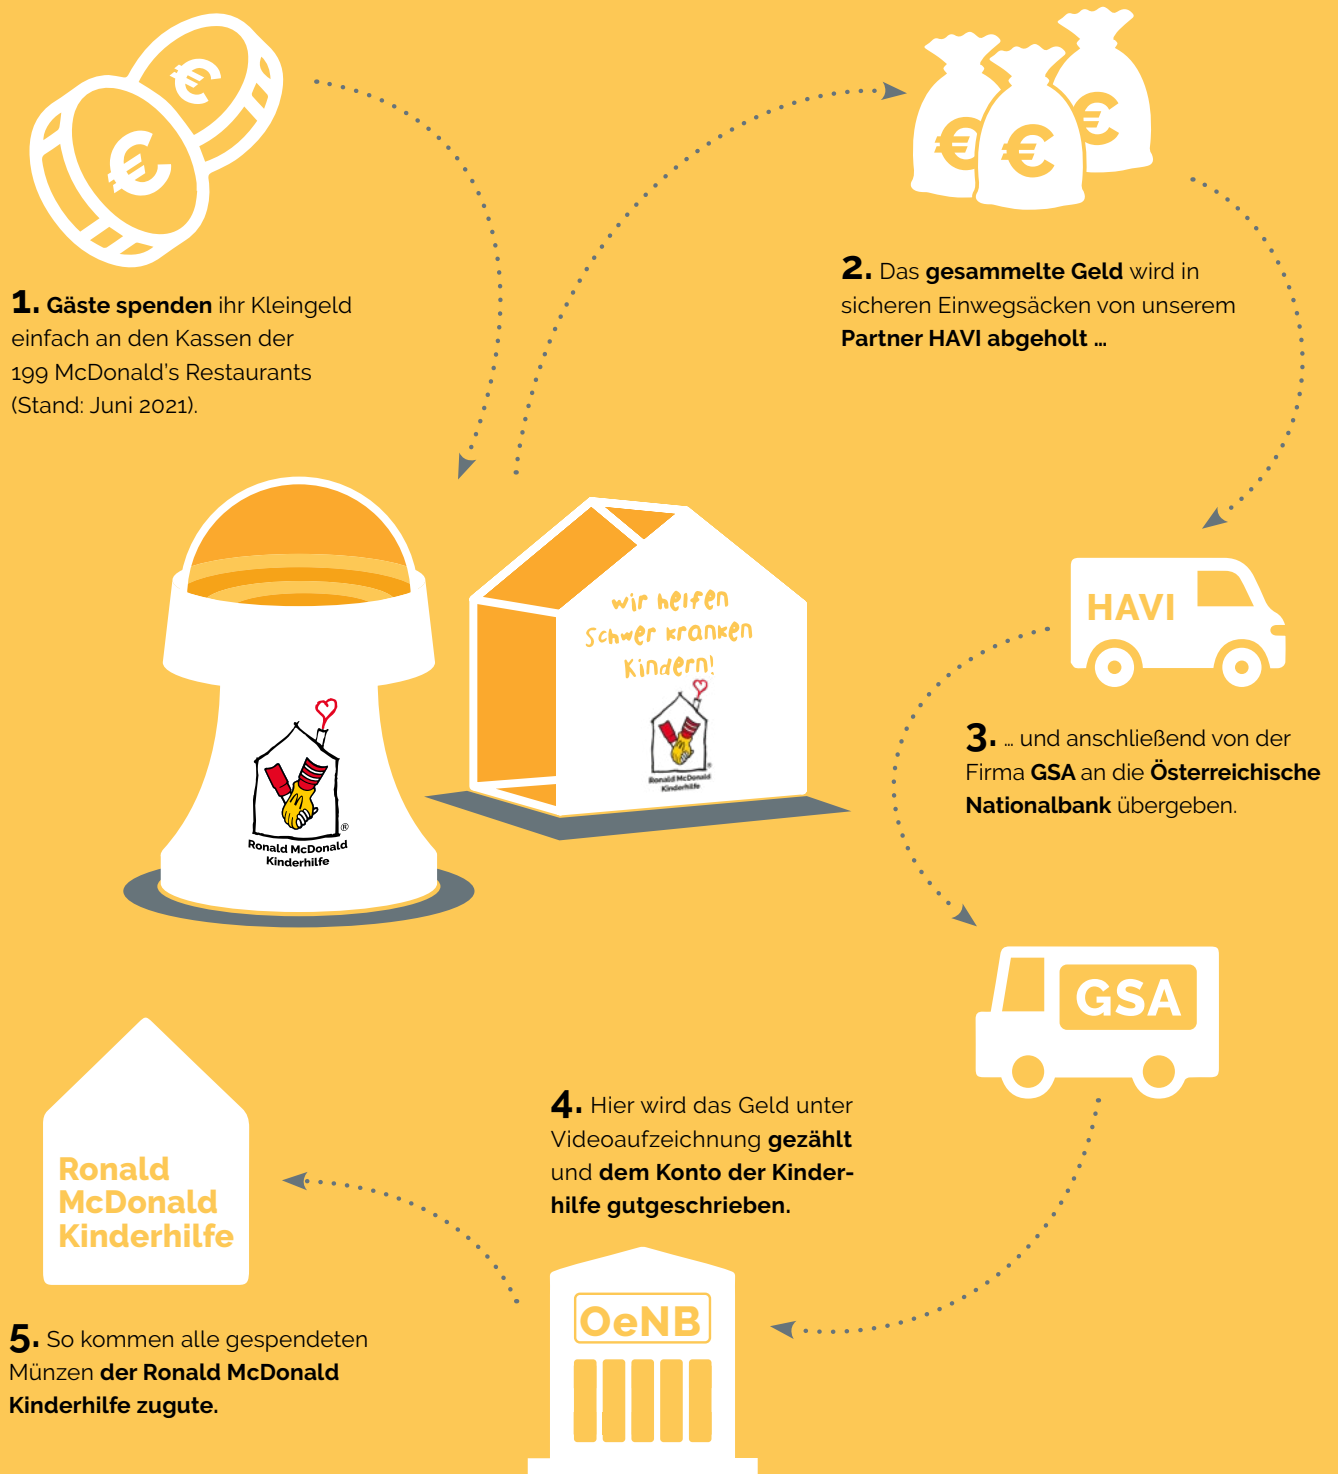 1. Gäste spenden ihr Kleingeld
einfach an den Kassen der
199 McDonald's Restaurants
(Stand: Juni 2021).
2. Das gesammelte Geld wird in
sicheren Einwegsäcken von unserem
Partner HAVI abgeholt ...
wir helfen
Schwer kranken
Kindern!
Ronald McDonald
Kinderhilfe
®
Ronald McDonald
Kinderhilfe
®
HAVI
3. ... und anschließend von der
Firma GSA an die Österreichische
Nationalbank übergeben.
GSA
4. Hier wird das Geld unter
Videoaufzeichnung gezählt
und dem Konto der Kinder-
hilfe gutgeschrieben.
OeNB
Ronald
McDonald
Kinderhilfe
5. So kommen alle gespendeten
Münzen der Ronald McDonald
Kinderhilfe zugute.
€
€
€
€
€